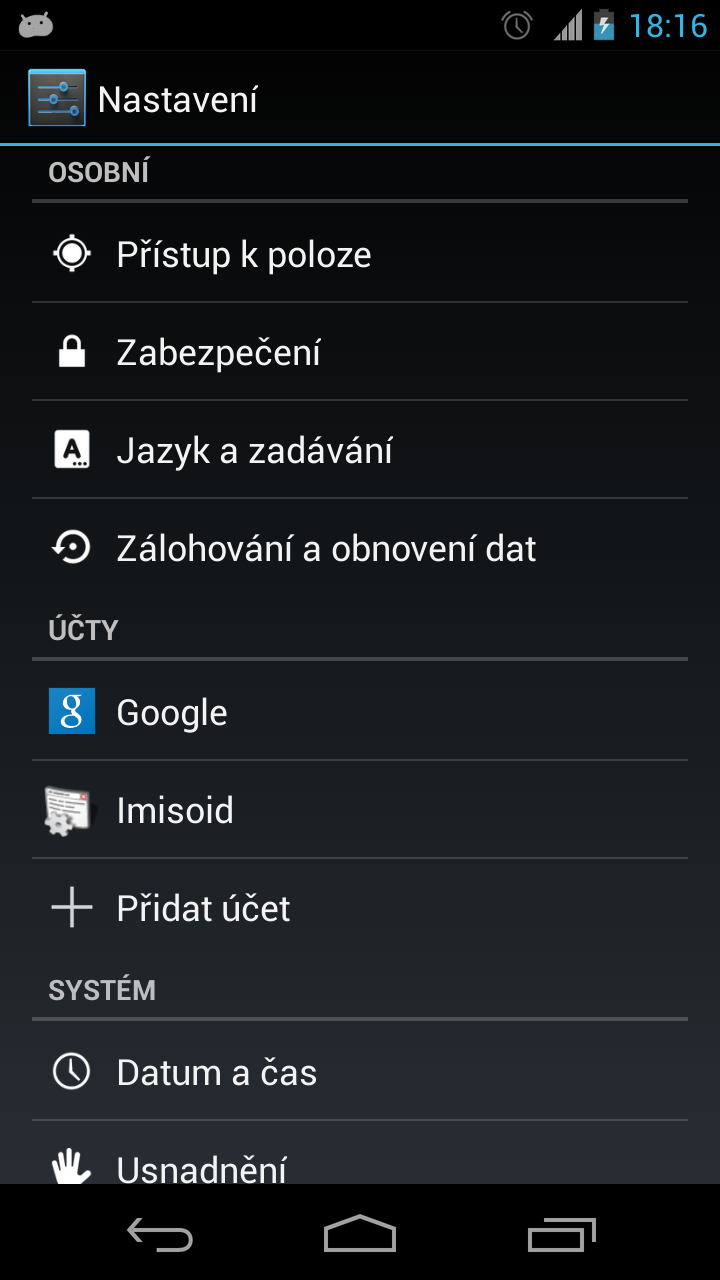 18:16
Nastavení
OSOBNÍ
Přístup k poloze
Zabezpečení
Jazyk a zadávání
Zálohování a obnovení dat
ÚČTY
Google
Imisoid
Přidat účet
SYSTÉM
Datum a čas
Usnadnění